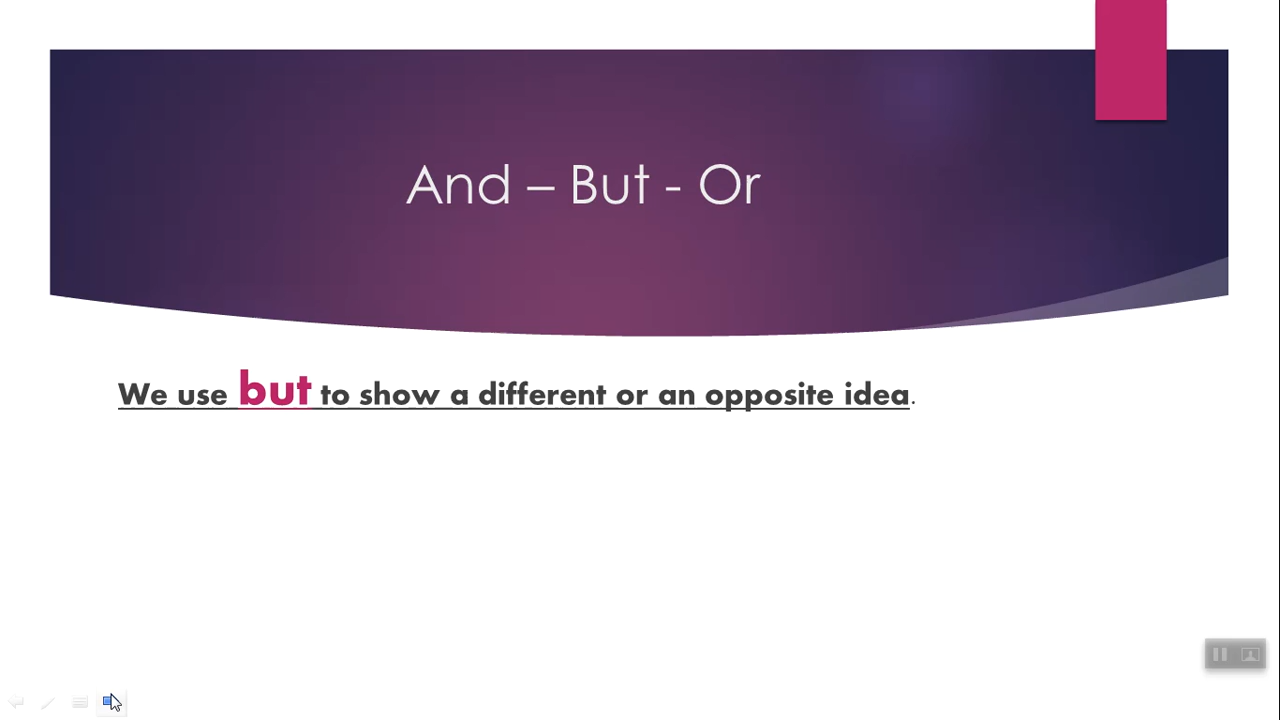 And – But - Or
We use but to show a different or an opposite idea.